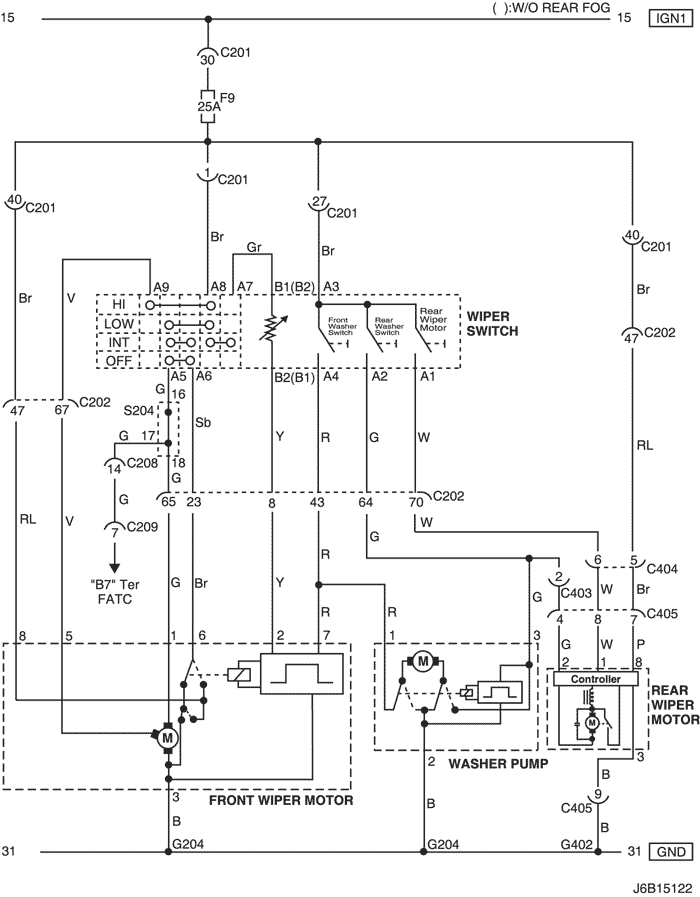 ( ):W/O REAR FOG
15
15
IGN1
C201
30
F9
25A
1
C201
40
C201
27
C201
40
C201
Br
Gr
Br
Br
V
Br
A9
A8
A7
B1(B2)
A3
HI
LOW
INT
OFF
Front
Washer
Switch
Rear
Washer
Switch
Rear
Wiper
Motor
WIPER
SWITCH
C202
47
A5
A6
B2(B1)
A4
A2
A1
G
16
S204
C202
47
67
Sb
G
17
18
G
Y
R
G
W
RL
C208
14
G
C209
7
65
23
8
43
64
70
C202
RL
V
W
G
"B7" Ter
FATC
G
Br
Y
R
R
R
G
2
C403
6
5
C404
W
Br
4
8
7
C405
G
W
P
8
5
1
6
2
7
1
3
2
1
8
M
M
Controller
M
REAR
WIPER
MOTOR
3
2
3
WASHER PUMP
FRONT WIPER MOTOR
B
B
B
9
C405
B
31
G204
G204
G402
31
GND
J6B15122